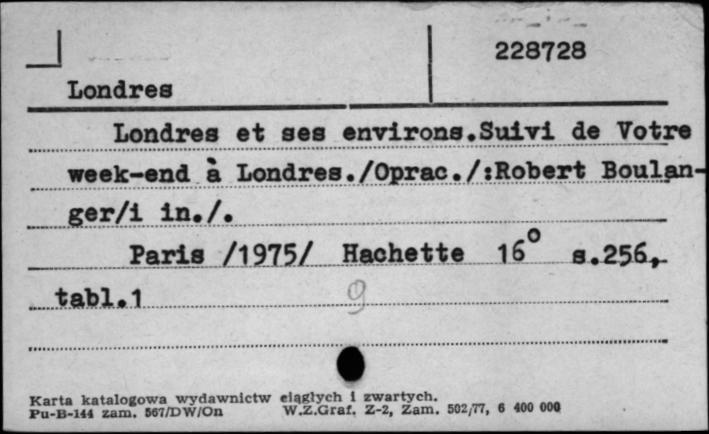 228728
Londres
Londres et ses environs.Suivi de Votre
week-end à Londres./Oprac./:Robert Boulan-
ger/i in./.
Paris /1975/ Hachette 16° s.256,
tabl.1
9
Karta katalogowa wydawnictw ciągłych i zwartych.
Pu-B-144 zam. 567/DW/On W.Z.Graf. Z-2, Zam. 502/77, 6 400 000